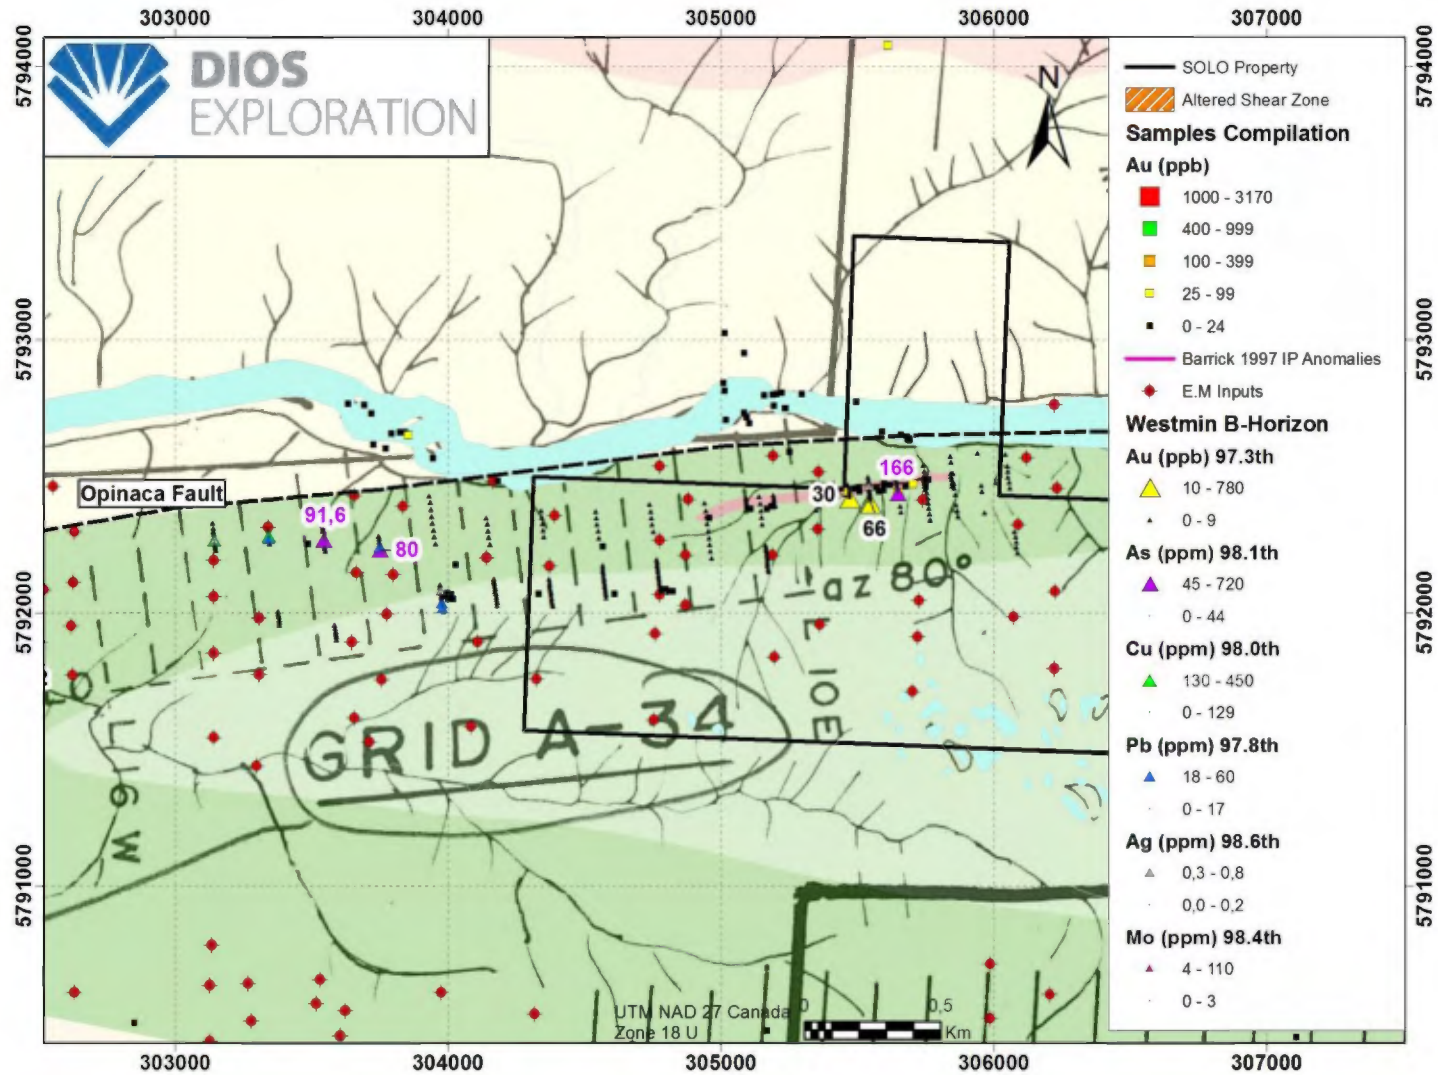 303000 304000 305000 306000 307000
5794000 5794000
DIOS
EXPLORATION
N
SOLO Property
Altered Shear Zone
Samples Compilation
Au (ppb)
1000 - 3170
400 - 999
100 - 399
25 - 99
0 - 24
Barrick 1997 IP Anomalies
E.M Inputs
Westmin B-Horizon
Au (ppb) 97.3th
10 - 780
0 - 9
As (ppm) 98.1th
45 - 720
0 - 44
Cu (ppm) 98.0th
130 - 450
0 - 129
Pb (ppm) 97.8th
18 - 60
0 - 17
Ag (ppm) 98.6th
0,3 - 0,8
0,0 - 0,2
Mo (ppm) 98.4th
4 - 110
0 - 3
5793000 5793000
Opinaca Fault
91,6
80
166
30
66
az 80°
5792000 5792000
L 10E
GRID A-34
L 16 W
5791000 5791000
UTM NAD 27 Canada
Zone 18 U
0 0,5
Km
303000 304000 305000 306000 307000